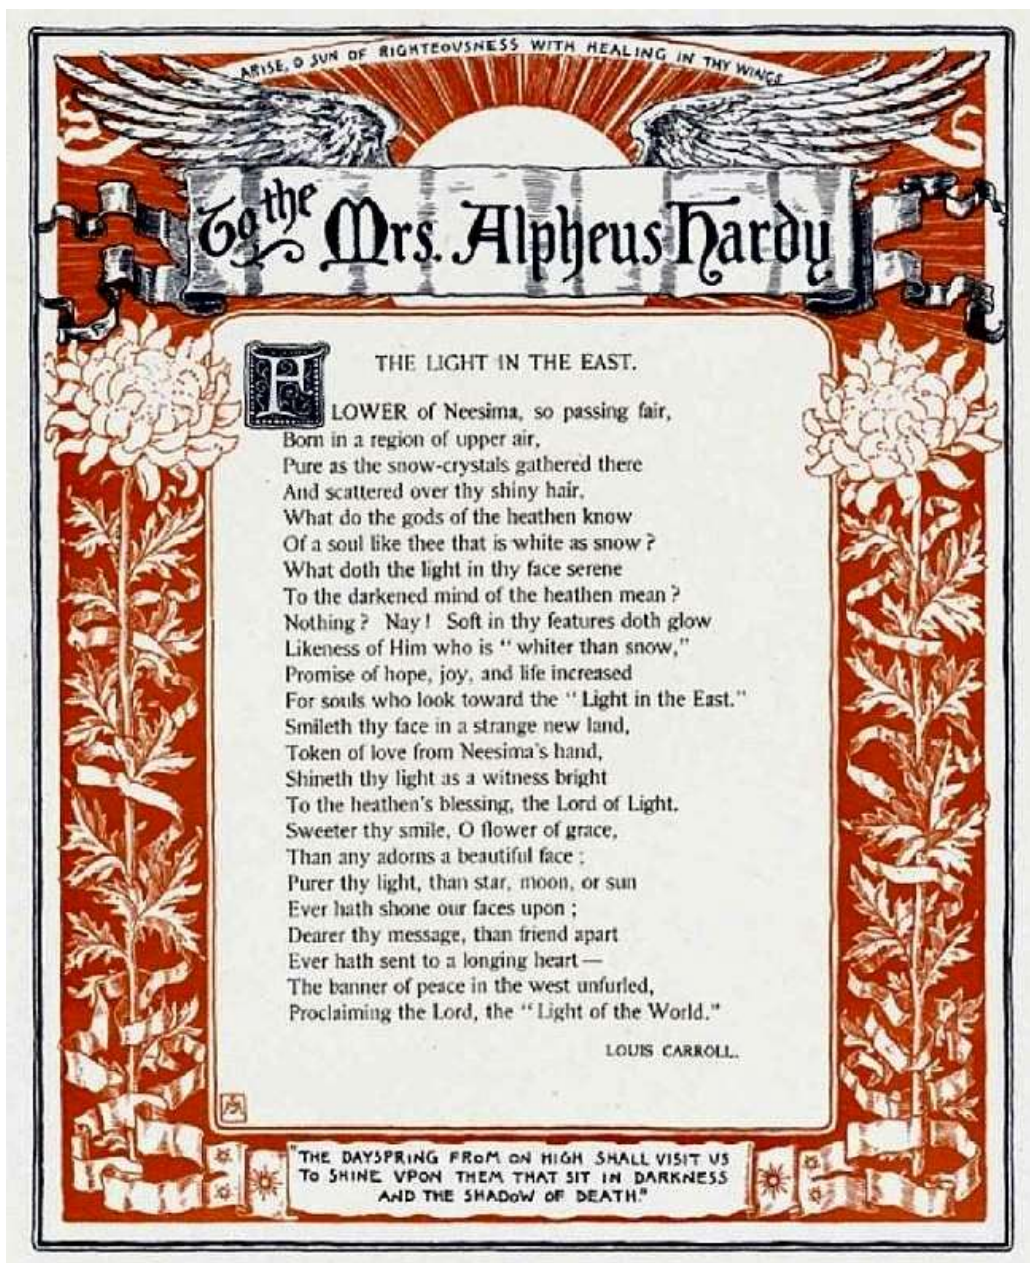 ARISE, O SUN OF RIGHTEOVSNESS WITH HEALING IN THY WINGS
To the Mrs. Alpheus Hardy
THE LIGHT IN THE EAST.
FLOWER of Neesima, so passing fair,
Born in a region of upper air,
Pure as the snow-crystals gathered there
And scattered over thy shiny hair,
What do the gods of the heathen know
Of a soul like thee that is white as snow?
What doth the light in thy face serene
To the darkened mind of the heathen mean?
Nothing? Nay! Soft in thy features doth glow
Likeness of Him who is "whiter than snow,"
Promise of hope, joy, and life increased
For souls who look toward the "Light in the East."
Smileth thy face in a strange new land,
Token of love from Neesima's hand,
Shineth thy light as a witness bright
To the heathen's blessing, the Lord of Light.
Sweeter thy smile, O flower of grace,
Than any adorns a beautiful face;
Purer thy light, than star, moon, or sun
Ever hath shone our faces upon;
Dearer thy message, than friend apart
Ever hath sent to a longing heart—
The banner of peace in the west unfurled,
Proclaiming the Lord, the "Light of the World."
LOUIS CARROLL.
"THE DAYSPRING FROM ON HIGH SHALL VISIT US
TO SHINE VPON THEM THAT SIT IN DARKNESS
AND THE SHADOW OF DEATH."